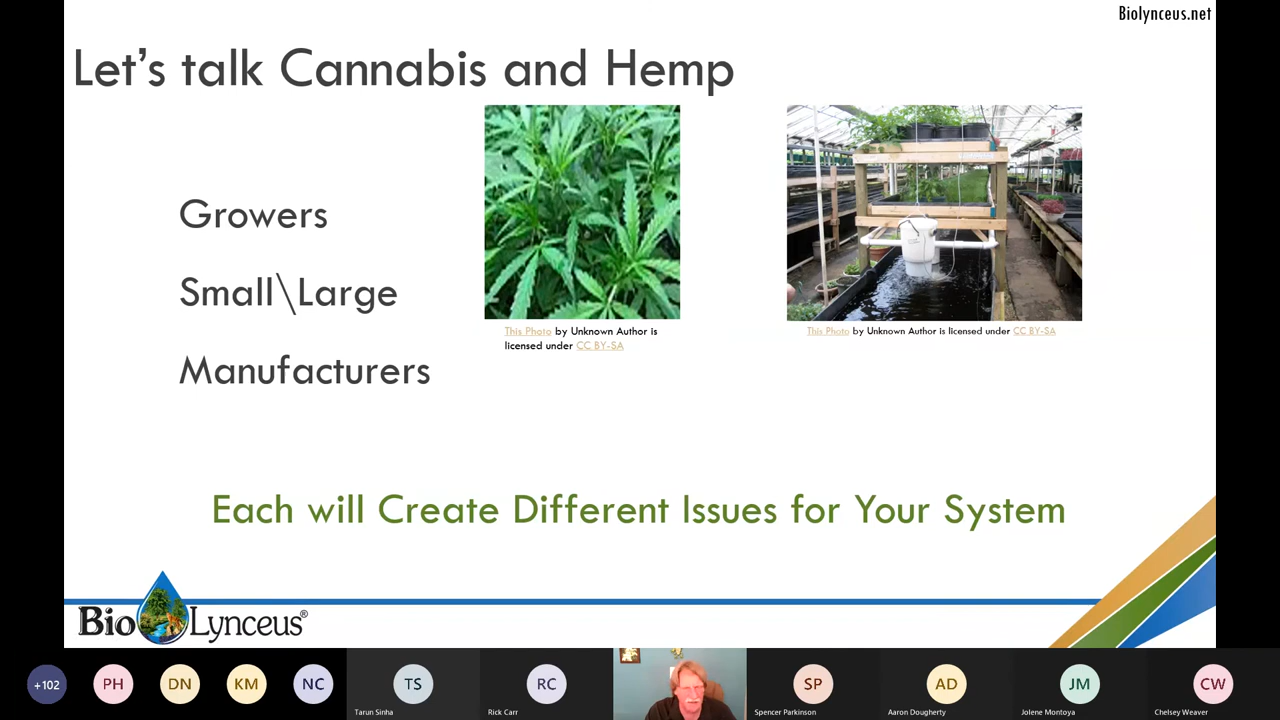 Biolynceus.net
Let's talk Cannabis and Hemp
Growers
Small\Large
Manufacturers
This Photo by Unknown Author is
licensed under CC BY-SA
This Photo by Unknown Author is licensed under CC BY-SA
Each will Create Different Issues for Your System
Bio Lynceus®
+102
PH
DN
KM
NC
TS
RC
SP
AD
JM
CW
Tarun Sinha
Rick Carr
Spencer Parkinson
Aaron Dougherty
Jolene Montoya
Chelsey Weaver